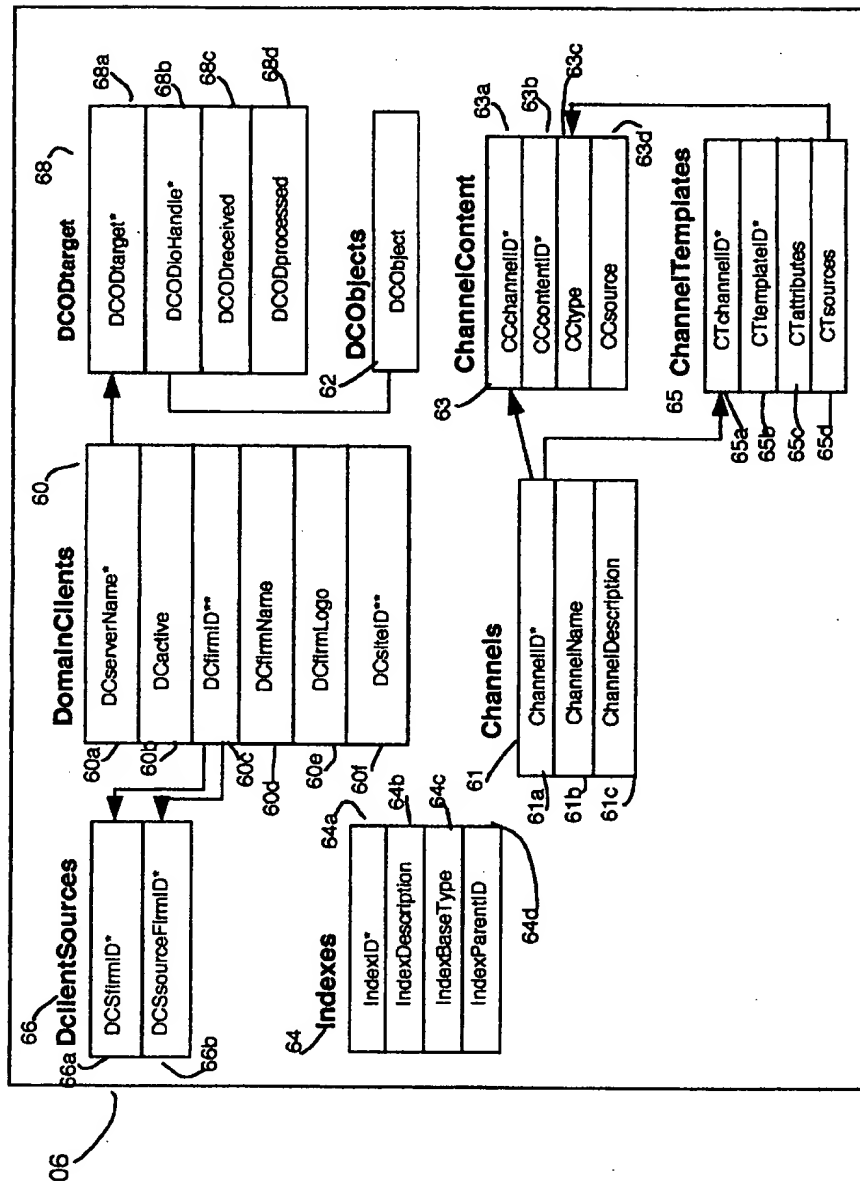 66 DclientSources
66a
DCSfirmID*
DCSsourceFirmID*
66b
DomainClients
60
60a
DCserverName*
60b
DCactive
60c
DCfirmID**
60d
DCfirmName
60e
DCfirmLogo
60f
DCsiteID**
DCODtarget
68
DCODtarget*
68a
DCODioHandle*
68b
DCODreceived
68c
DCODprocessed
68d
DCObjects
62
DCObject
64 Indexes
64a
IndexID*
64b
IndexDescription
64c
IndexBaseType
IndexParentID
64d
Channels
61
61a
ChannelID*
61b
ChannelName
61c
ChannelDescription
ChannelContent
63
CCchannelID*
63a
CCcontentID*
63b
CCtype
63c
CCsource
63d
65 ChannelTemplates
65a
CTchannelID*
65b
CTtemplateID*
65c
CTattributes
65d
CTsources
06